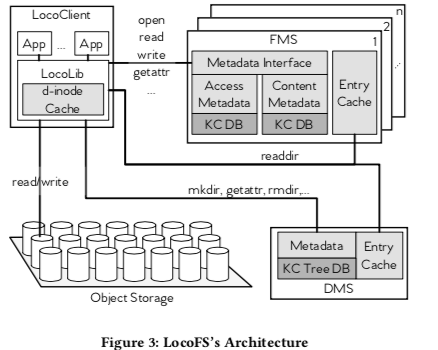 LocoClient
App ... App
LocoLib
d-inode
Cache
open
read
write
getattr
...
n
2
1
FMS
Metadata Interface
Access
Metadata
KC DB
Content
Metadata
KC DB
Entry
Cache
readdir
read/write
mkdir, getattr, rmdir,...
Object Storage
Metadata
KC Tree DB
Entry
Cache
DMS
Figure 3: LocoFS's Architecture